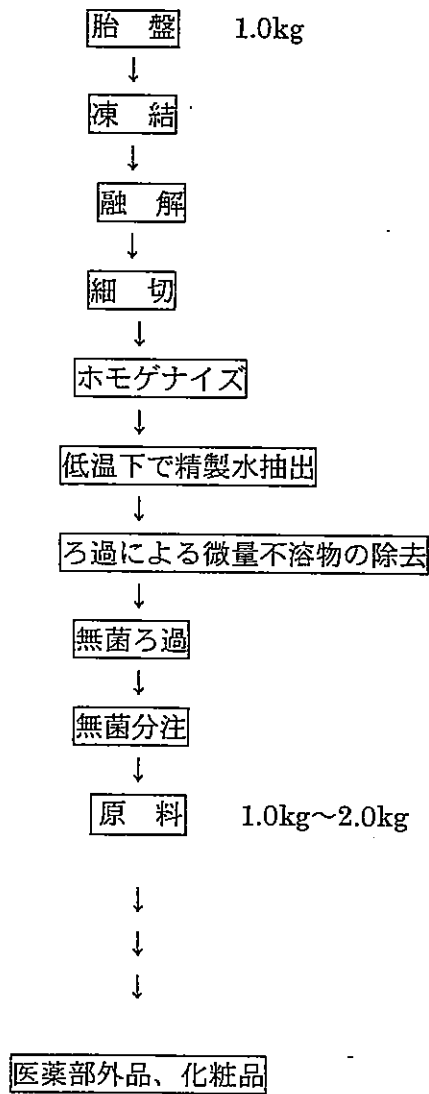 胎　盤　1.0kg
↓
凍　結
↓
融　解
↓
細　切
↓
ホモゲナイズ
↓
低温下で精製水抽出
↓
ろ過による微量不溶物の除去
↓
無菌ろ過
↓
無菌分注
↓
原　料　1.0kg～2.0kg
↓
↓
↓
医薬部外品、化粧品